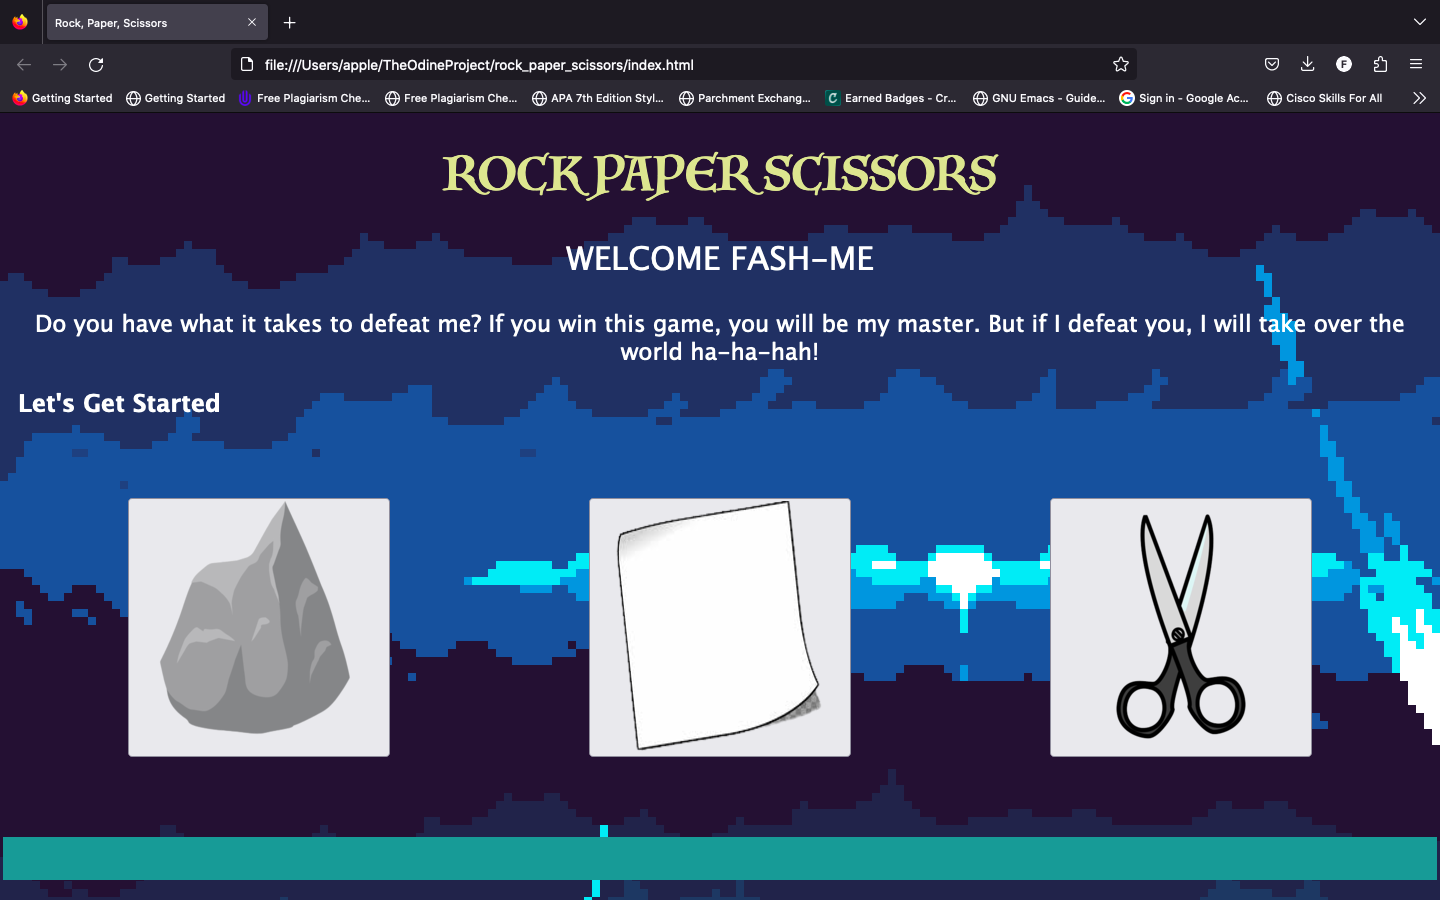 Rock, Paper, Scissors
file:///Users/apple/TheOdineProject/rock_paper_scissors/index.html
F
Getting Started Getting Started Free Plagiarism Che... Free Plagiarism Che... APA 7th Edition Styl... Parchment Exchang... Earned Badges - Cr... GNU Emacs - Guide... Sign in - Google Ac... Cisco Skills For All
ROCK PAPER SCISSORS
WELCOME FASH-ME
Do you have what it takes to defeat me? If you win this game, you will be my master. But if I defeat you, I will take over the
world ha-ha-hah!
Let's Get Started